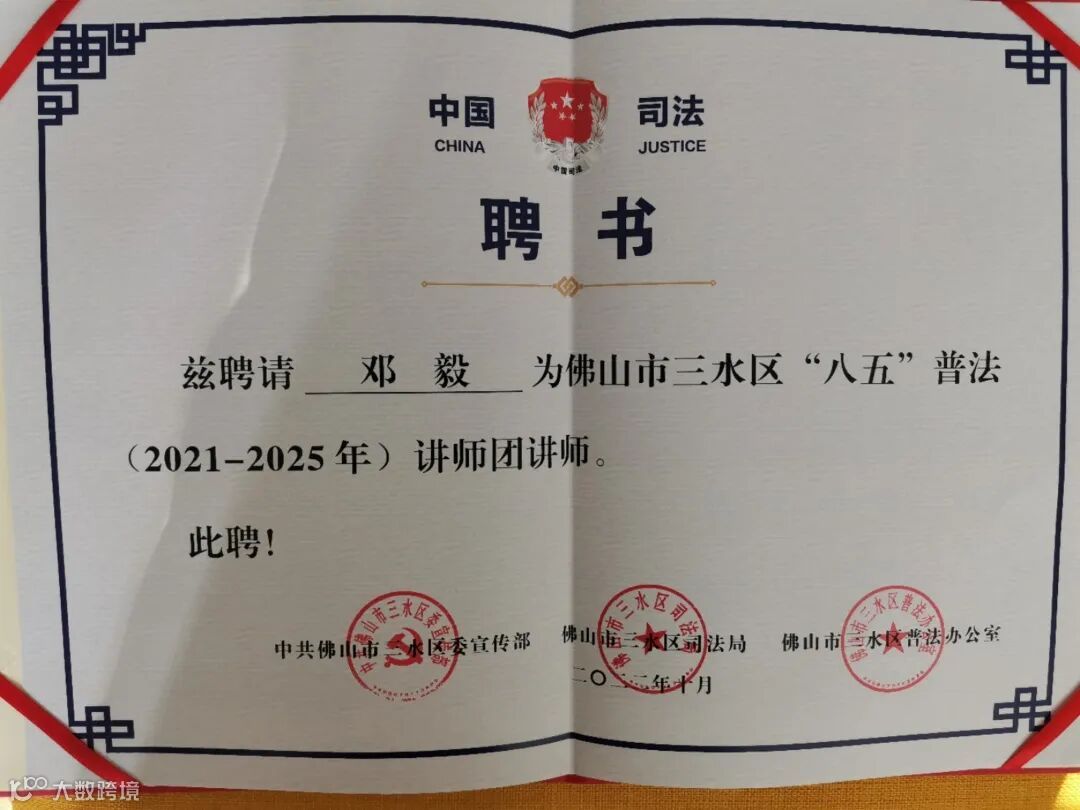 中国 司法
CHINA JUSTICE
中国司法
聘 书
兹聘请 邓 毅 为佛山市三水区“八五”普法
（2021-2025年）讲师团讲师。
此聘！
中共佛山市三水区委宣传部 佛山市三水区司法局 佛山市三水区普法办公室
二〇二二年十月
大数跨境